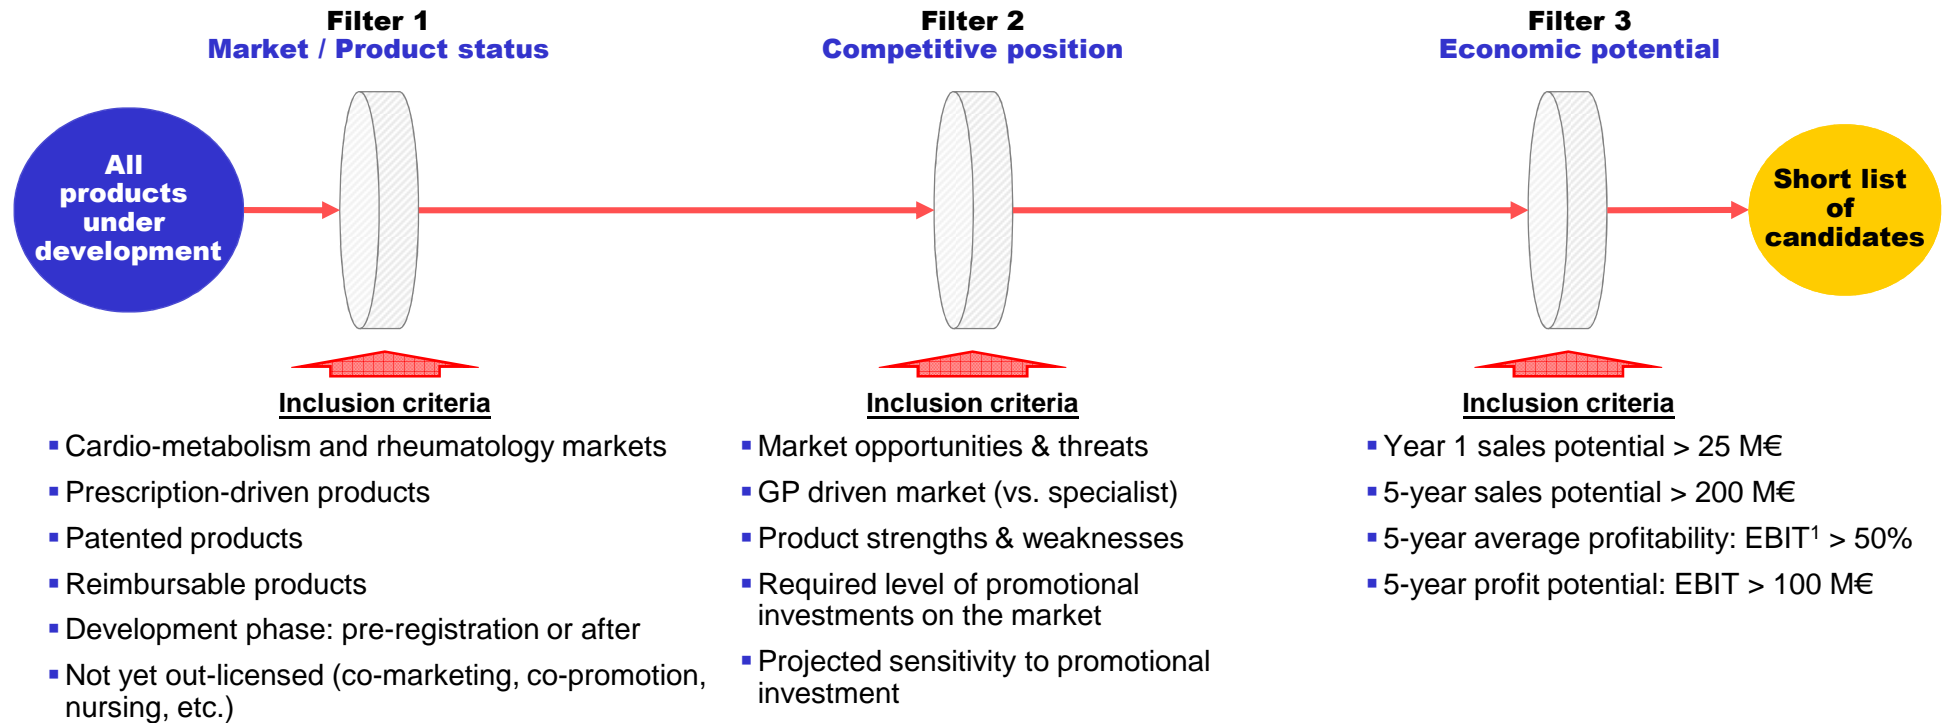 Filter 1
Market / Product status
Filter 2
Competitive position
Filter 3
Economic potential
All
products
under
development
Short list
of
candidates
Inclusion criteria
▪ Cardio-metabolism and rheumatology markets
▪ Prescription-driven products
▪ Patented products
▪ Reimbursable products
▪ Development phase: pre-registration or after
▪ Not yet out-licensed (co-marketing, co-promotion,
nursing, etc.)
Inclusion criteria
▪ Market opportunities & threats
▪ GP driven market (vs. specialist)
▪ Product strengths & weaknesses
▪ Required level of promotional
investments on the market
▪ Projected sensitivity to promotional
investment
Inclusion criteria
▪ Year 1 sales potential > 25 M€
▪ 5-year sales potential > 200 M€
▪ 5-year average profitability: EBIT¹ > 50%
▪ 5-year profit potential: EBIT > 100 M€